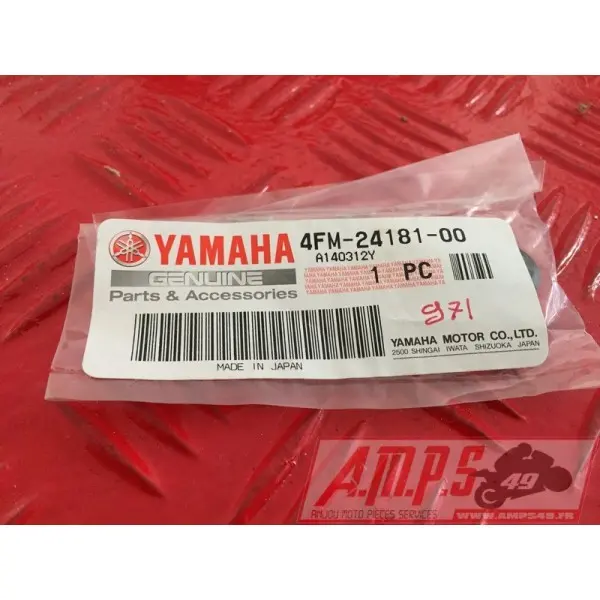 YAMAHA
GENUINE
Parts & Accessories
4FM-24181-00
A140312Y
1 PC
971
YAMAHA MOTOR CO.,LTD.
2500 SHINGAI IWATA SHIZUOKA JAPAN
MADE IN JAPAN
A.M.P.S
49
ANJOU MOTO PIECES SERVICES
WWW.AMPS49.FR